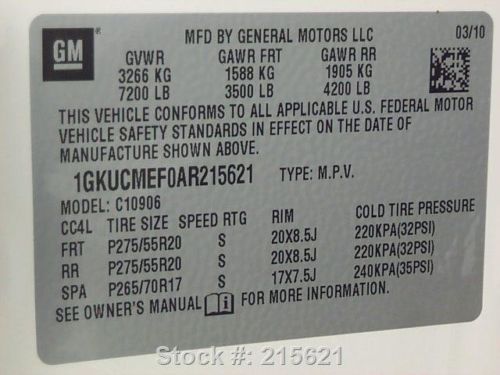 GM
MFD BY GENERAL MOTORS LLC 03/10
GVWR GAWR FRT GAWR RR
3266 KG 1588 KG 1905 KG
7200 LB 3500 LB 4200 LB
THIS VEHICLE CONFORMS TO ALL APPLICABLE U.S. FEDERAL MOTOR
VEHICLE SAFETY STANDARDS IN EFFECT ON THE DATE OF
MANUFACTURE SHOWN ABOVE.
1GKUCMEF0AR215621 TYPE: M.P.V.
MODEL: C10906
CC4L TIRE SIZE SPEED RTG RIM COLD TIRE PRESSURE
FRT P275/55R20 S 20X8.5J 220KPA(32PSI)
RR P275/55R20 S 20X8.5J 220KPA(32PSI)
SPA P265/70R17 S 17X7.5J 240KPA(35PSI)
SEE OWNER'S MANUAL i FOR MORE INFORMATION.
Stock #: 215621